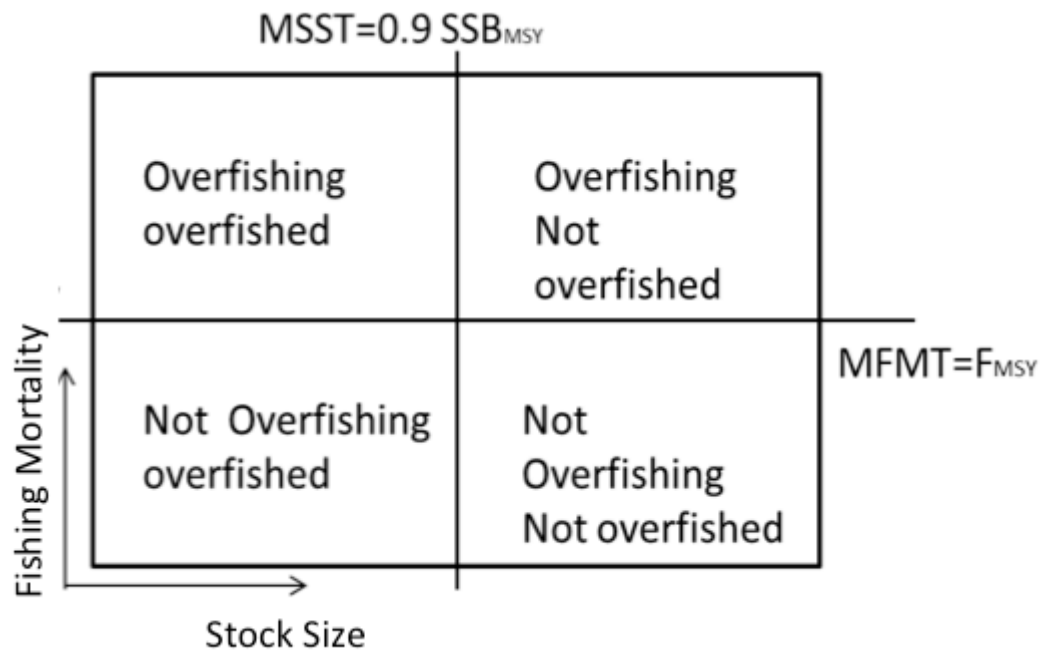 MSST=0.9 SSBMSY
Overfishing
overfished
Overfishing
Not
overfished
MFMT=FMSY
Not Overfishing
overfished
Not
Overfishing
Not overfished
Fishing Mortality
Stock Size